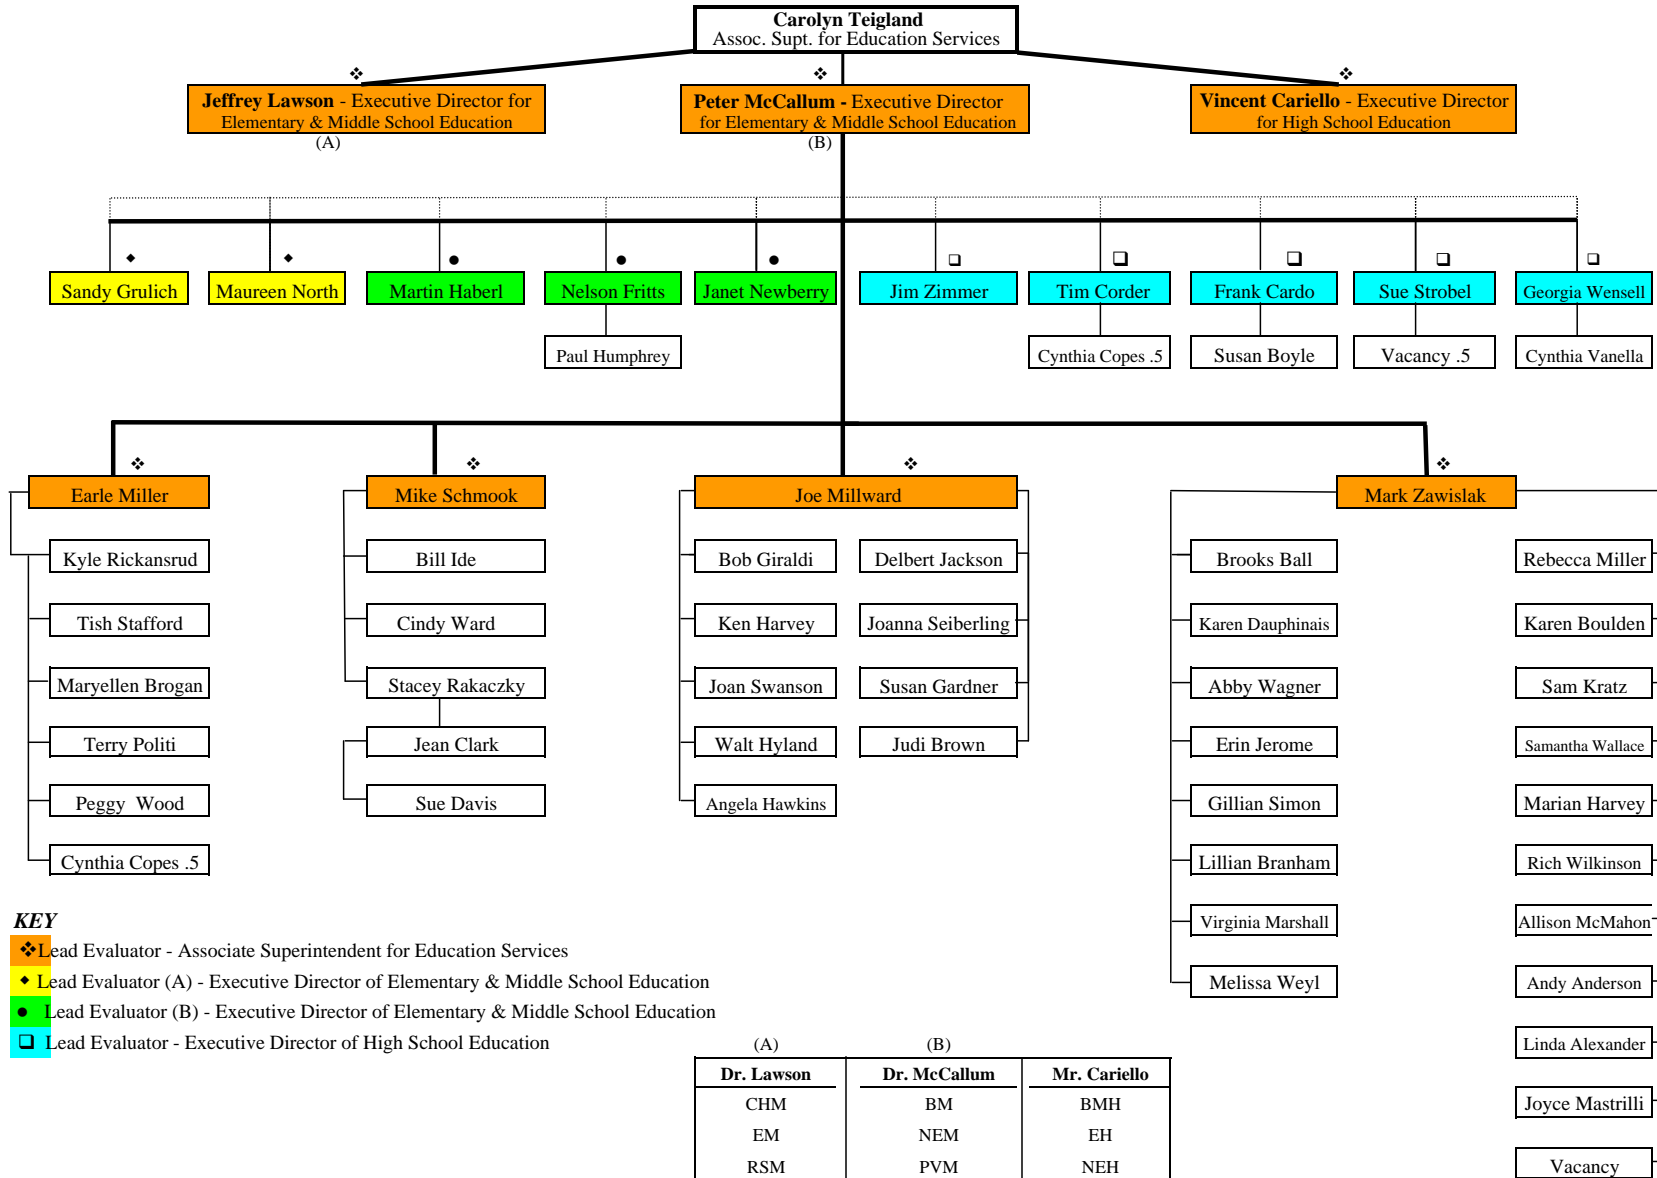 Carolyn Teigland
Assoc. Supt. for Education Services
❖
❖
❖
Jeffrey Lawson - Executive Director for
Elementary & Middle School Education
(A)
Peter McCallum - Executive Director
for Elementary & Middle School Education
(B)
Vincent Cariello - Executive Director
for High School Education
Sandy Grulich
Maureen North
Martin Haberl
Nelson Fritts
Janet Newberry
Jim Zimmer
Tim Corder
Frank Cardo
Sue Strobel
Georgia Wensell
Paul Humphrey
Cynthia Copes .5
Susan Boyle
Vacancy .5
Cynthia Vanella
Earle Miller
Kyle Rickansrud
Tish Stafford
Maryellen Brogan
Terry Politi
Peggy Wood
Cynthia Copes .5
Mike Schmook
Bill Ide
Cindy Ward
Stacey Rakaczky
Jean Clark
Sue Davis
Joe Millward
Bob Giraldi
Ken Harvey
Joan Swanson
Walt Hyland
Angela Hawkins
Delbert Jackson
Joanna Seiberling
Susan Gardner
Judi Brown
Mark Zawislak
Brooks Ball
Karen Dauphinais
Abby Wagner
Erin Jerome
Gillian Simon
Lillian Branham
Virginia Marshall
Melissa Weyl
Rebecca Miller
Karen Boulden
Sam Kratz
Samantha Wallace
Marian Harvey
Rich Wilkinson
Allison McMahon
Andy Anderson
Linda Alexander
Joyce Mastrilli
Vacancy
KEY
❖Lead Evaluator - Associate Superintendent for Education Services
◆ Lead Evaluator (A) - Executive Director of Elementary & Middle School Education
● Lead Evaluator (B) - Executive Director of Elementary & Middle School Education
❑ Lead Evaluator - Executive Director of High School Education
(A) (B)
Dr. Lawson Dr. McCallum Mr. Cariello
CHM BM BMH
EM NEM EH
RSM PVM NEH